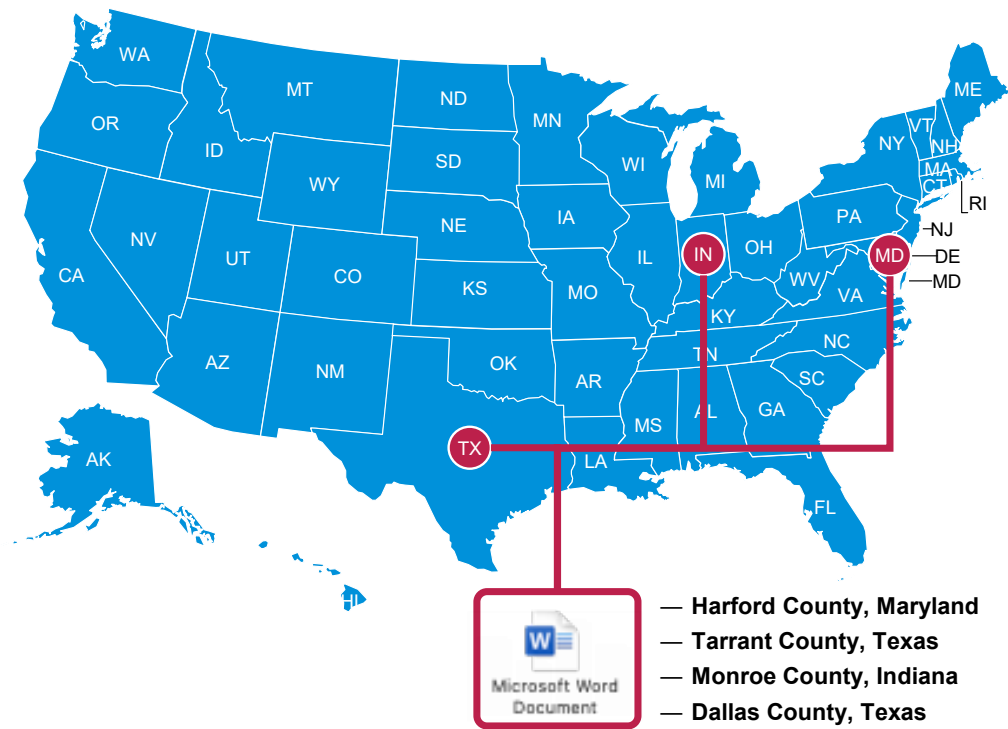 WA
MT
ND
MN
ME
OR
ID
SD
WI
MI
NY
VT
NH
MA
CT
RI
WY
IA
NE
PA
NJ
NV
UT
CO
IL
IN
OH
MD
DE
MD
CA
KS
MO
WV
VA
KY
AZ
NM
OK
AR
TN
NC
SC
MS
AL
GA
TX
LA
AK
FL
HI
W
Microsoft Word
Document
— Harford County, Maryland
— Tarrant County, Texas
— Monroe County, Indiana
— Dallas County, Texas